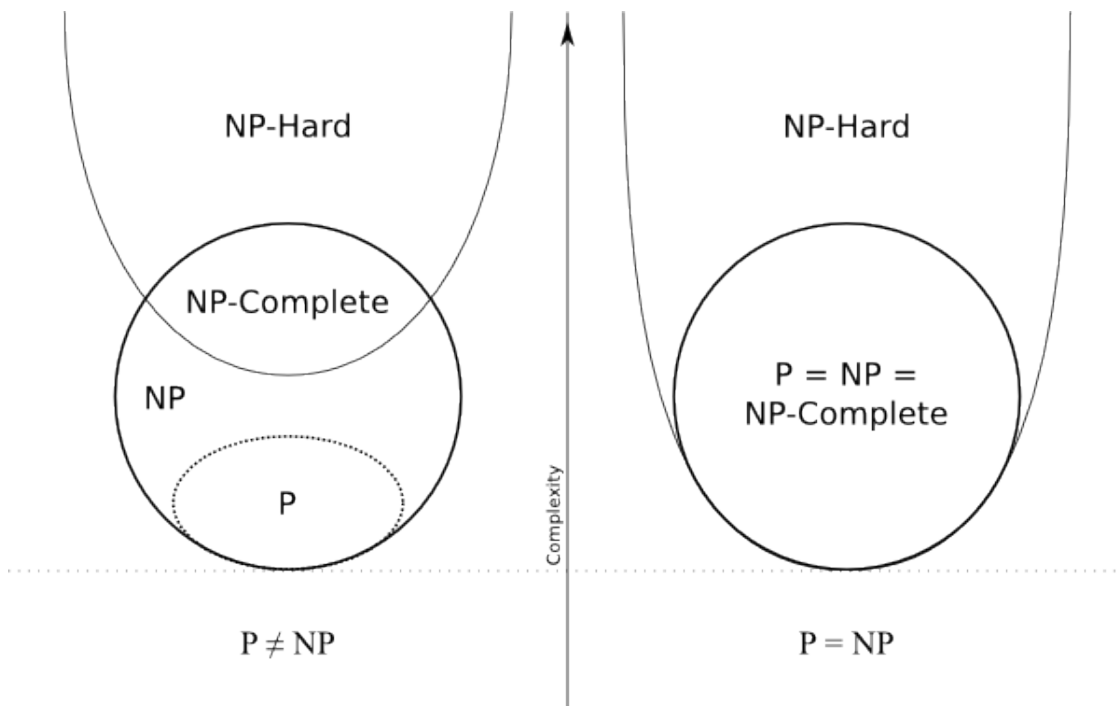 NP-Hard
NP-Complete
NP
P
P ≠ NP
Complexity
NP-Hard
P = NP =
NP-Complete
P = NP